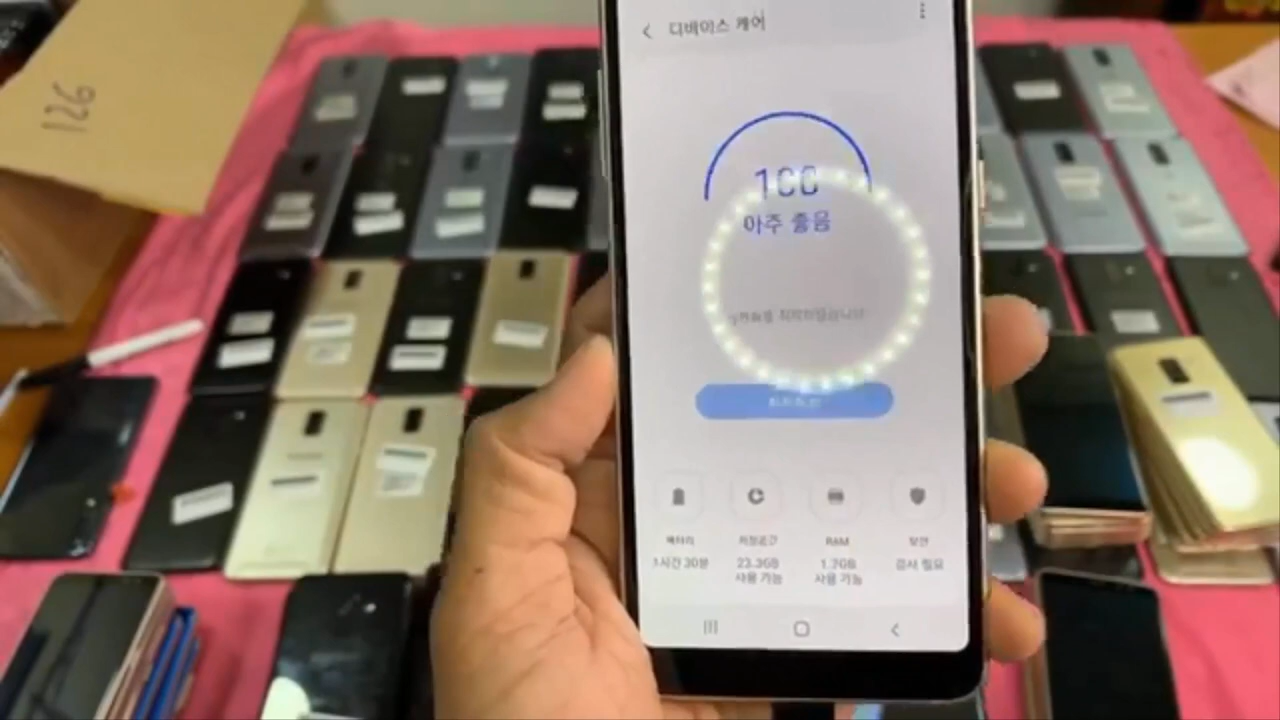 126
디바이스 케어
100
아주 좋음
배터리
1시간 30분
저장공간
23.3GB
사용 가능
RAM
1.7GB
사용 가능
보안
검사 필요